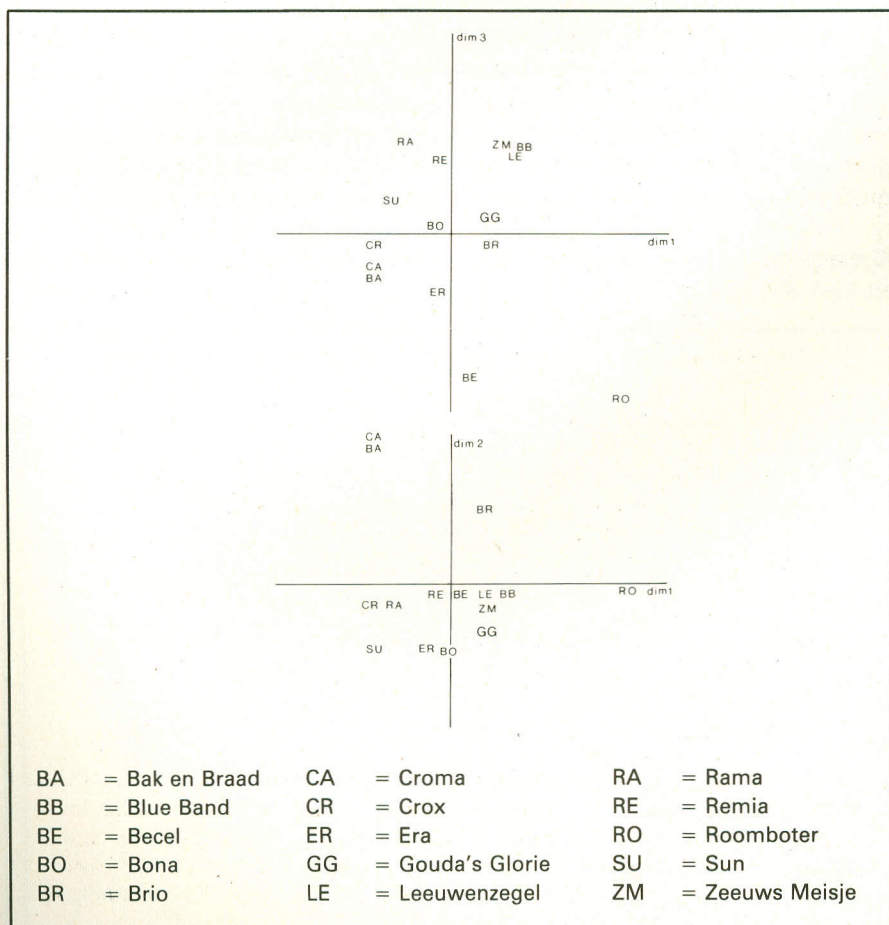 dim 3
RA ZM BB
RE LE
SU
GG
BO
CR BR dim1
CA
BA
ER
BE
RO
CA
BA dim 2
BR
RE BE LE BB RO dim1
CR RA ZM
GG
SU ER BO
BA = Bak en Braad CA = Croma RA = Rama
BB = Blue Band CR = Crox RE = Remia
BE = Becel ER = Era RO = Roomboter
BO = Bona GG = Gouda's Glorie SU = Sun
BR = Brio LE = Leeuwenzegel ZM = Zeeuws Meisje